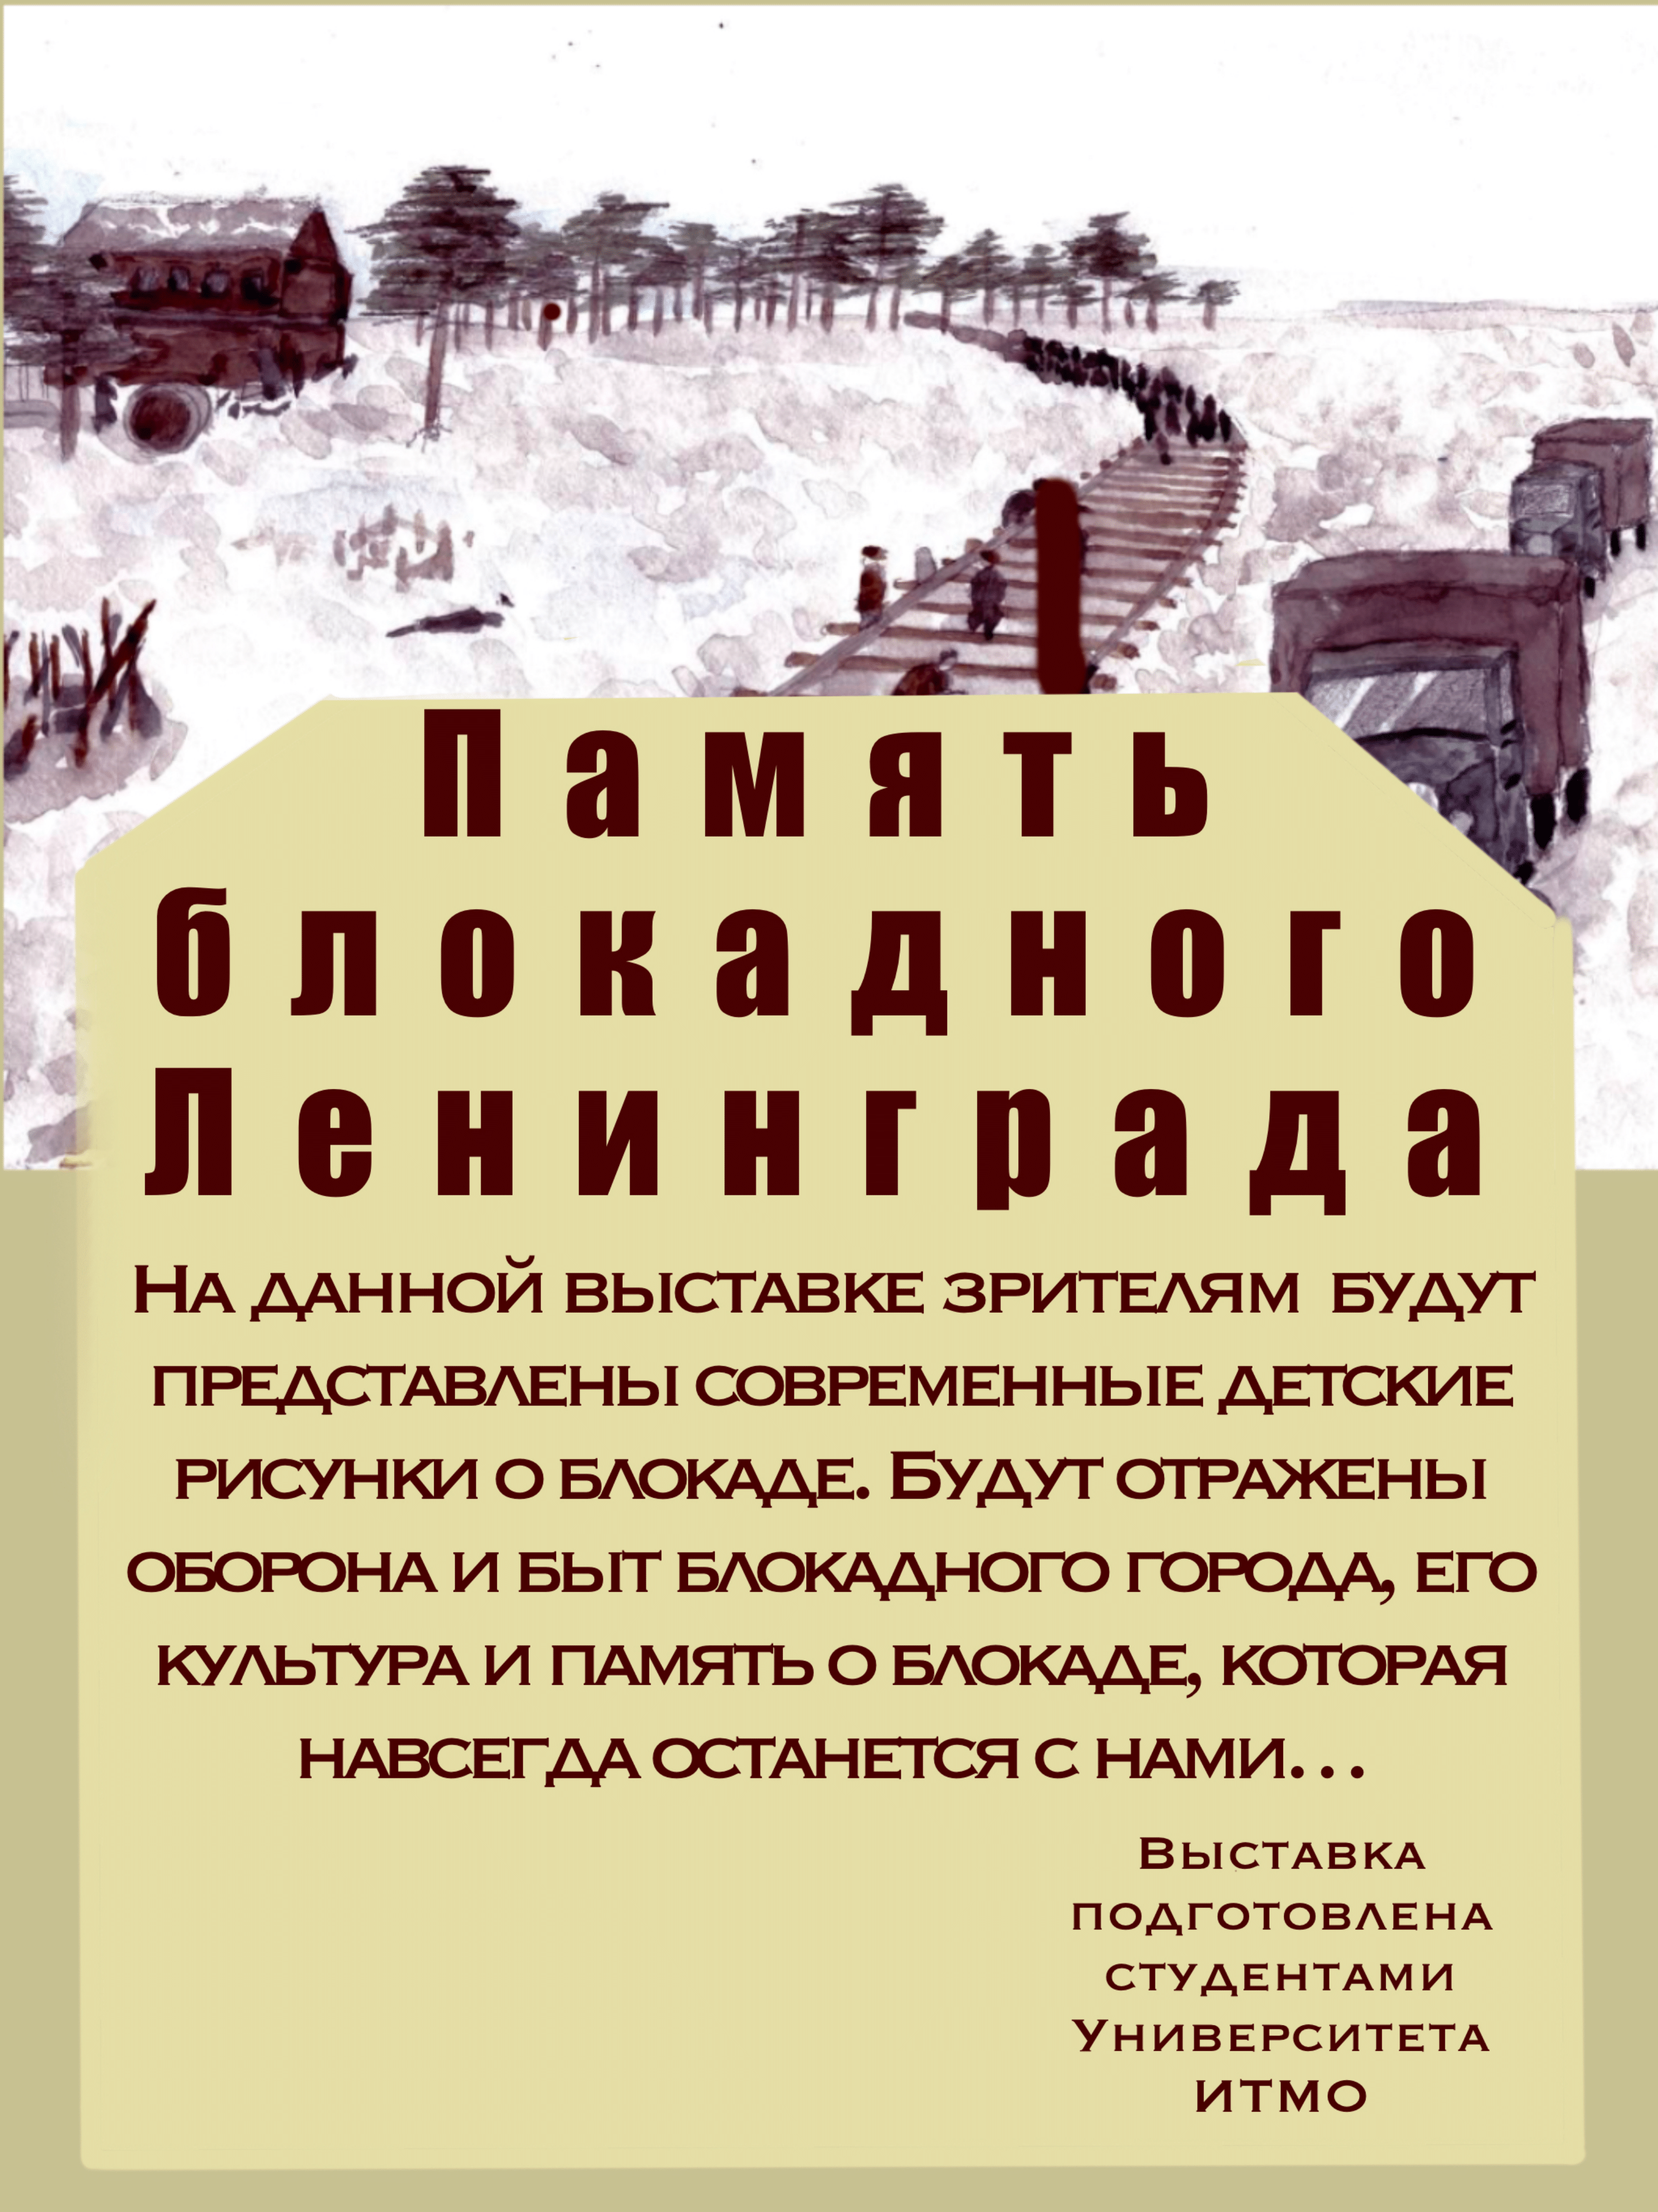 Память
блокадного
Ленинграда
На данной выставке зрителям будут
представлены современные детские
рисунки о блокаде. Будут отражены
оборона и быт блокадного города, его
культура и память о блокаде, которая
навсегда останется с нами...
Выставка
подготовлена
студентами
Университета
ИТМО